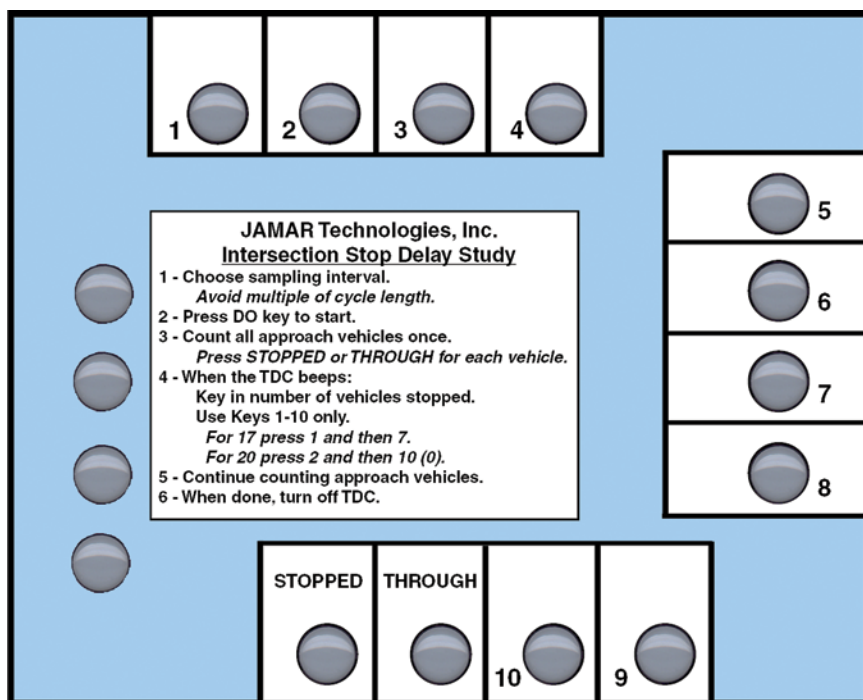 1
2
3
4
5
6
7
8
JAMAR Technologies, Inc.
Intersection Stop Delay Study
1 - Choose sampling interval.
Avoid multiple of cycle length.
2 - Press DO key to start.
3 - Count all approach vehicles once.
Press STOPPED or THROUGH for each vehicle.
4 - When the TDC beeps:
Key in number of vehicles stopped.
Use Keys 1-10 only.
For 17 press 1 and then 7.
For 20 press 2 and then 10 (0).
5 - Continue counting approach vehicles.
6 - When done, turn off TDC.
STOPPED
THROUGH
10
9